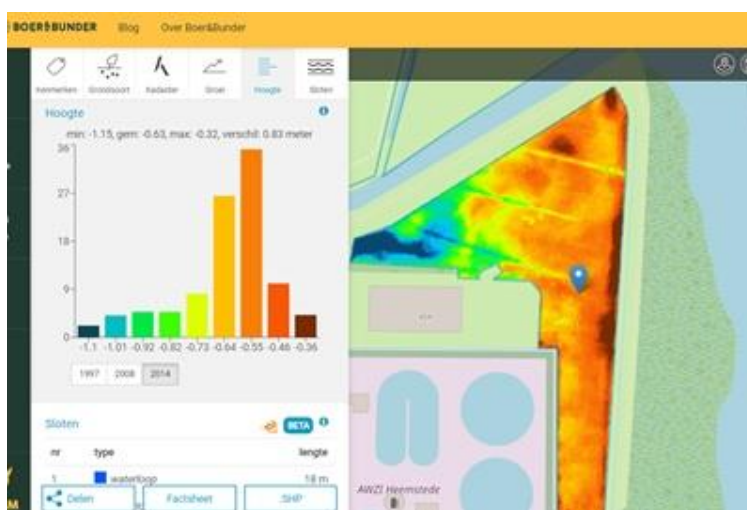 BOER&BUNDER Blog Over Boer&Bunder
Kenmerken Grondsoort Kadaster Groei Hoogte Sloten
Hoogte
min: -1.15, gem: -0.63, max: -0.32, verschil: 0.83 meter
36
27
18
9
0
-1.1 -1.01 -0.92 -0.82 -0.73 -0.64 -0.55 -0.46 -0.36
1997 2008 2014
Sloten BETA
nr type lengte
1 waterloop 18 m
Delen Factsheet .SHP
AWZI Heemstede